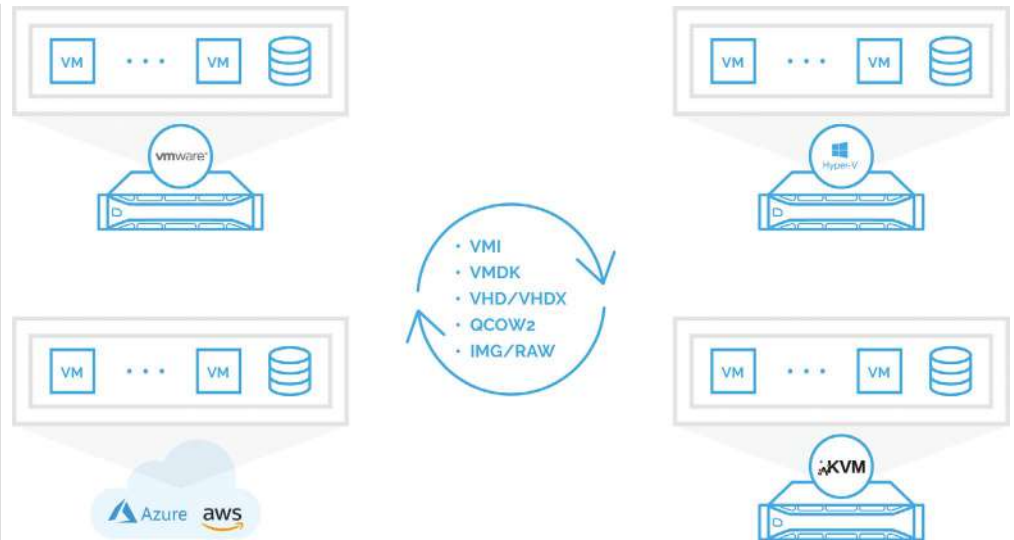 VM ... VM
vmware®
VM ... VM
Hyper-V
• VMI
• VMDK
• VHD/VHDX
• QCOW2
• IMG/RAW
VM ... VM
Azure aws
VM ... VM
KVM